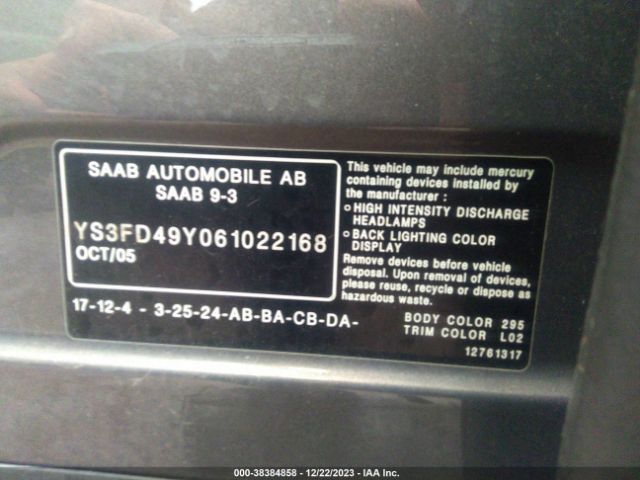 SAAB AUTOMOBILE AB
SAAB 9-3
YS3FD49Y061022168
OCT/05
17-12-4 - 3-25-24-AB-BA-CB-DA-
This vehicle may include mercury
containing devices installed by
the manufacturer :
o HIGH INTENSITY DISCHARGE
HEADLAMPS
o BACK LIGHTING COLOR
DISPLAY
Remove devices before vehicle
disposal. Upon removal of devices,
please reuse, recycle or dispose as
hazardous waste.
BODY COLOR 295
TRIM COLOR L02
12761317
000-38384858 - 12/22/2023 - IAA Inc.